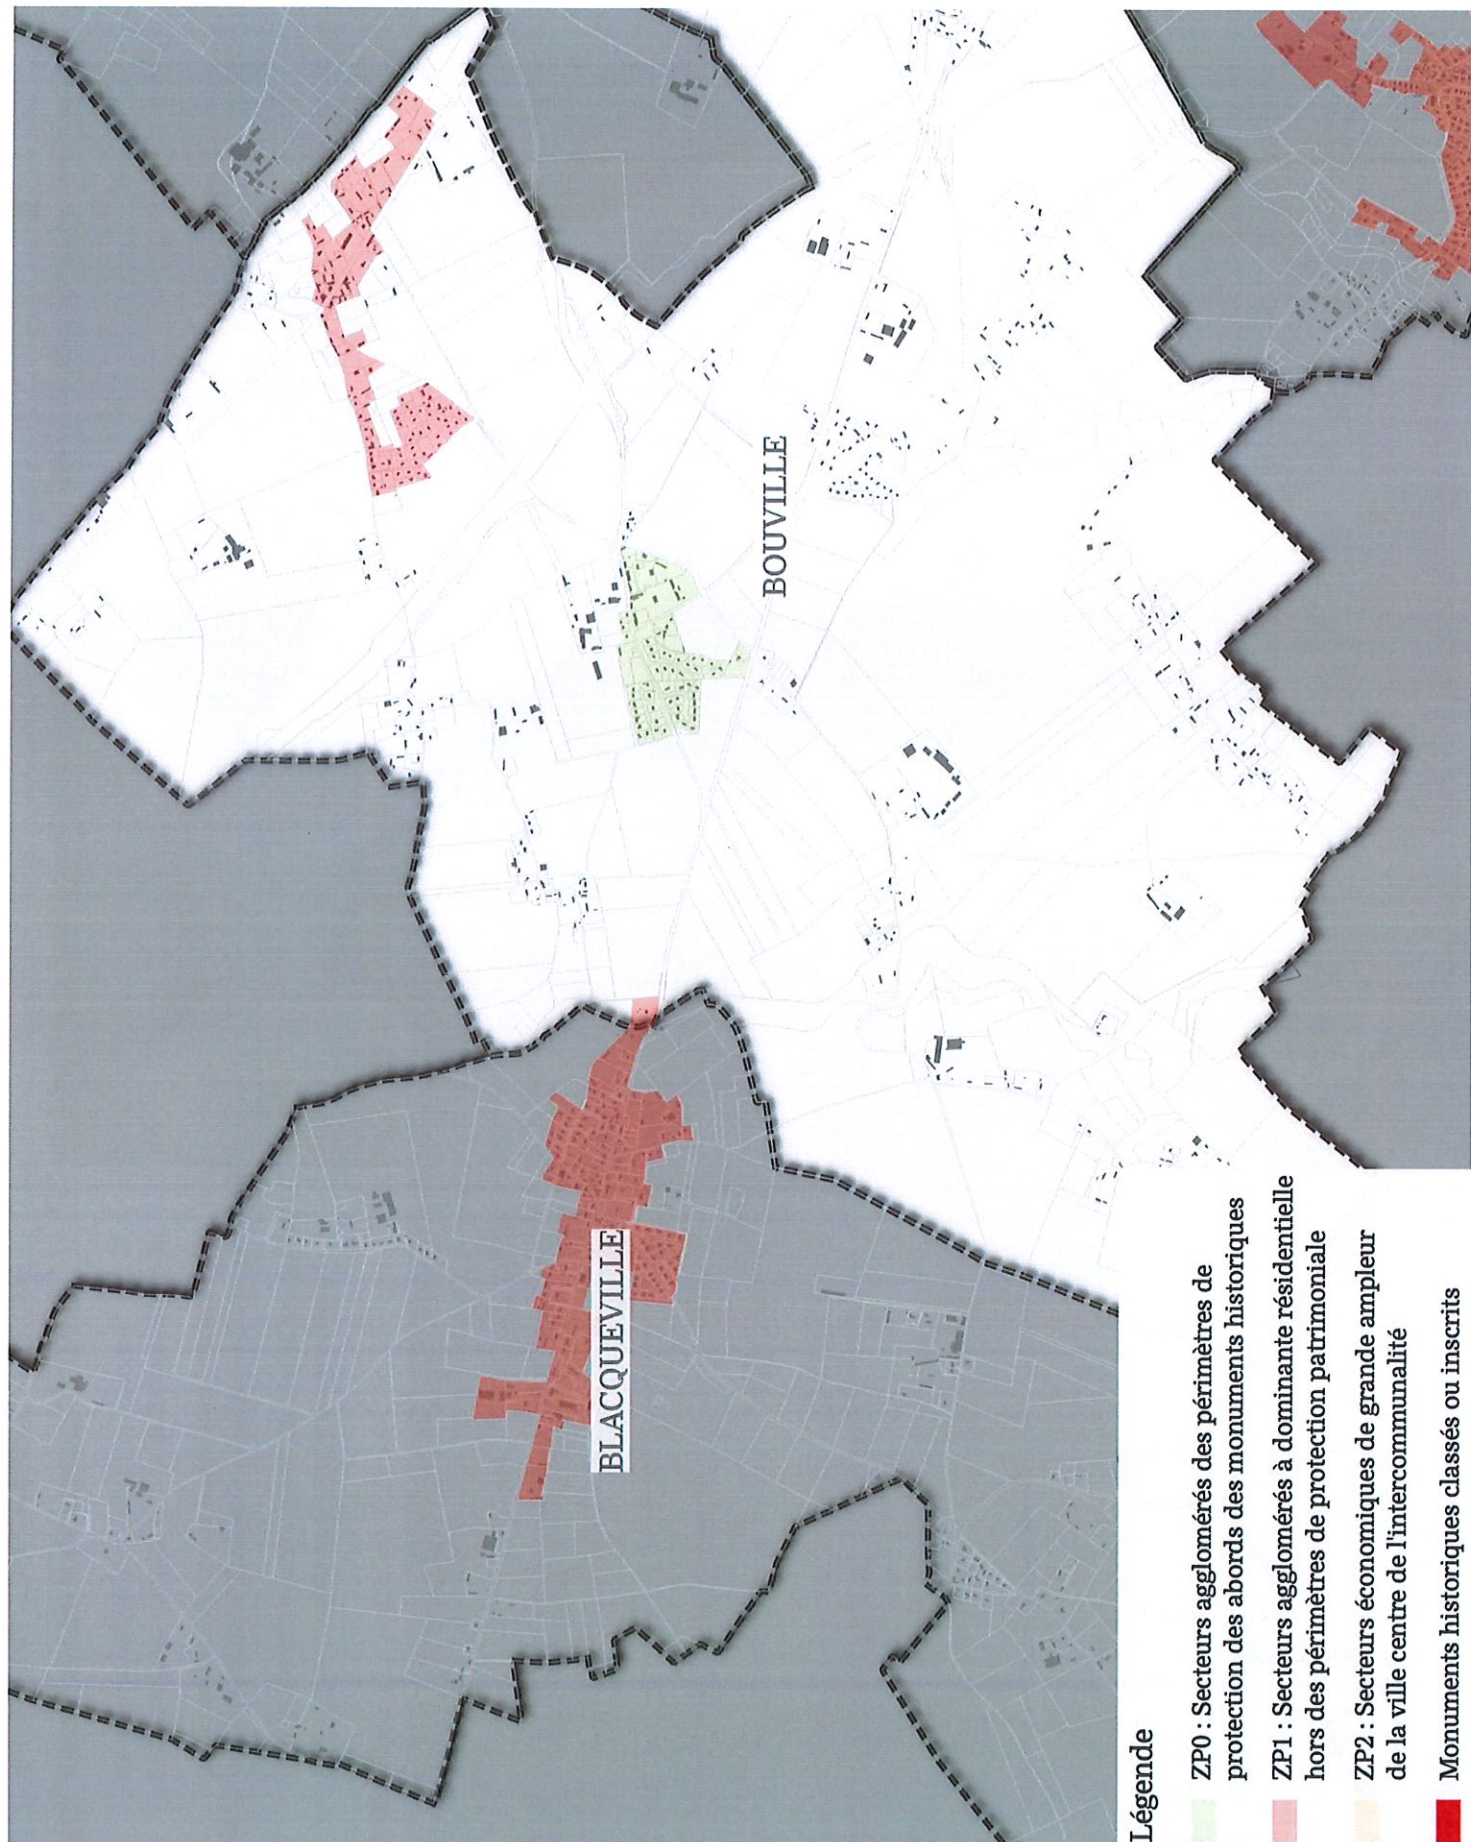 BOUVILLE
BLACQUEVILLE
Légende
ZP0 : Secteurs agglomérés des périmètres de
protection des abords des monuments historiques
ZP1 : Secteurs agglomérés à dominante résidentielle
hors des périmètres de protection patrimoniale
ZP2 : Secteurs économiques de grande ampleur
de la ville centre de l'intercommunalité
Monuments historiques classés ou inscrits